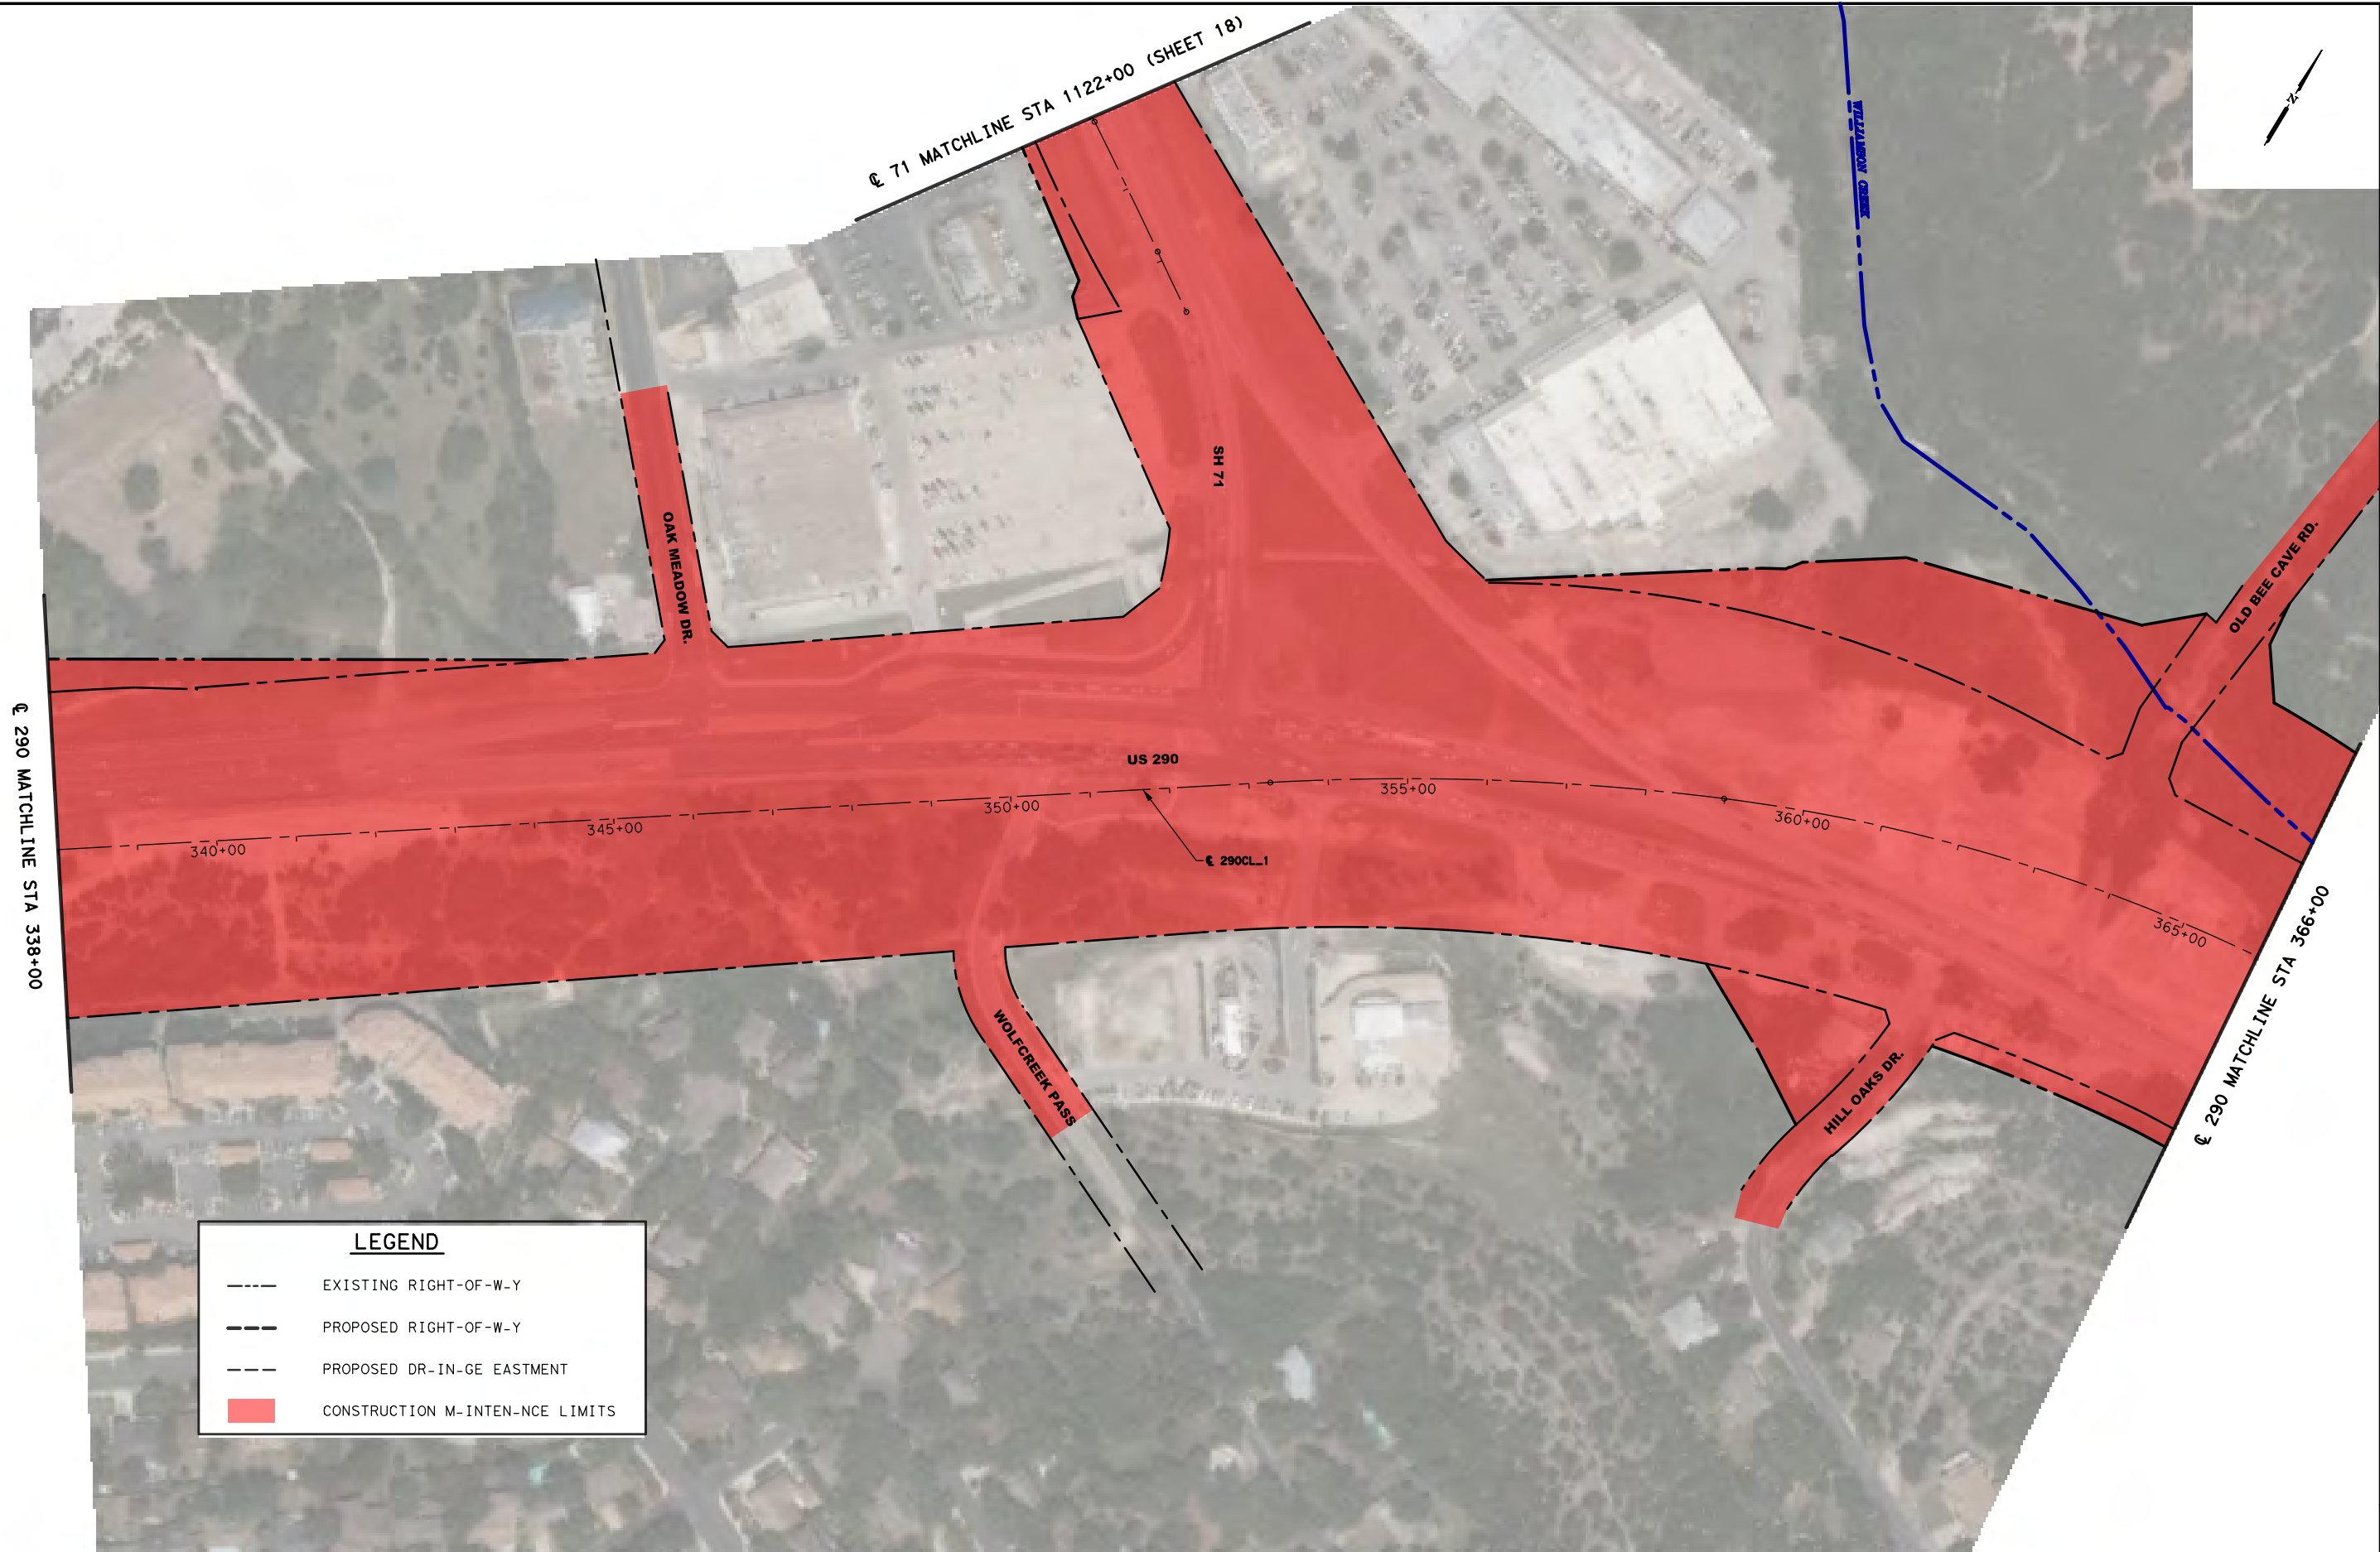 ℄ 71 MATCHLINE STA 1122+00 (SHEET 18)
WILLIAMSON CREEK
N
OAK MEADOW DR.
SH 71
OLD BEE CAVE RD.
℄ 290 MATCHLINE STA 338+00
US 290
340+00
345+00
350+00
355+00
360+00
365+00
℄ 290CL_1
WOLFCREEK PASS
HILL OAKS DR.
℄ 290 MATCHLINE STA 366+00
LEGEND
EXISTING RIGHT-OF-W-Y
PROPOSED RIGHT-OF-W-Y
PROPOSED DR-IN-GE EASTMENT
CONSTRUCTION M-INTEN-NCE LIMITS